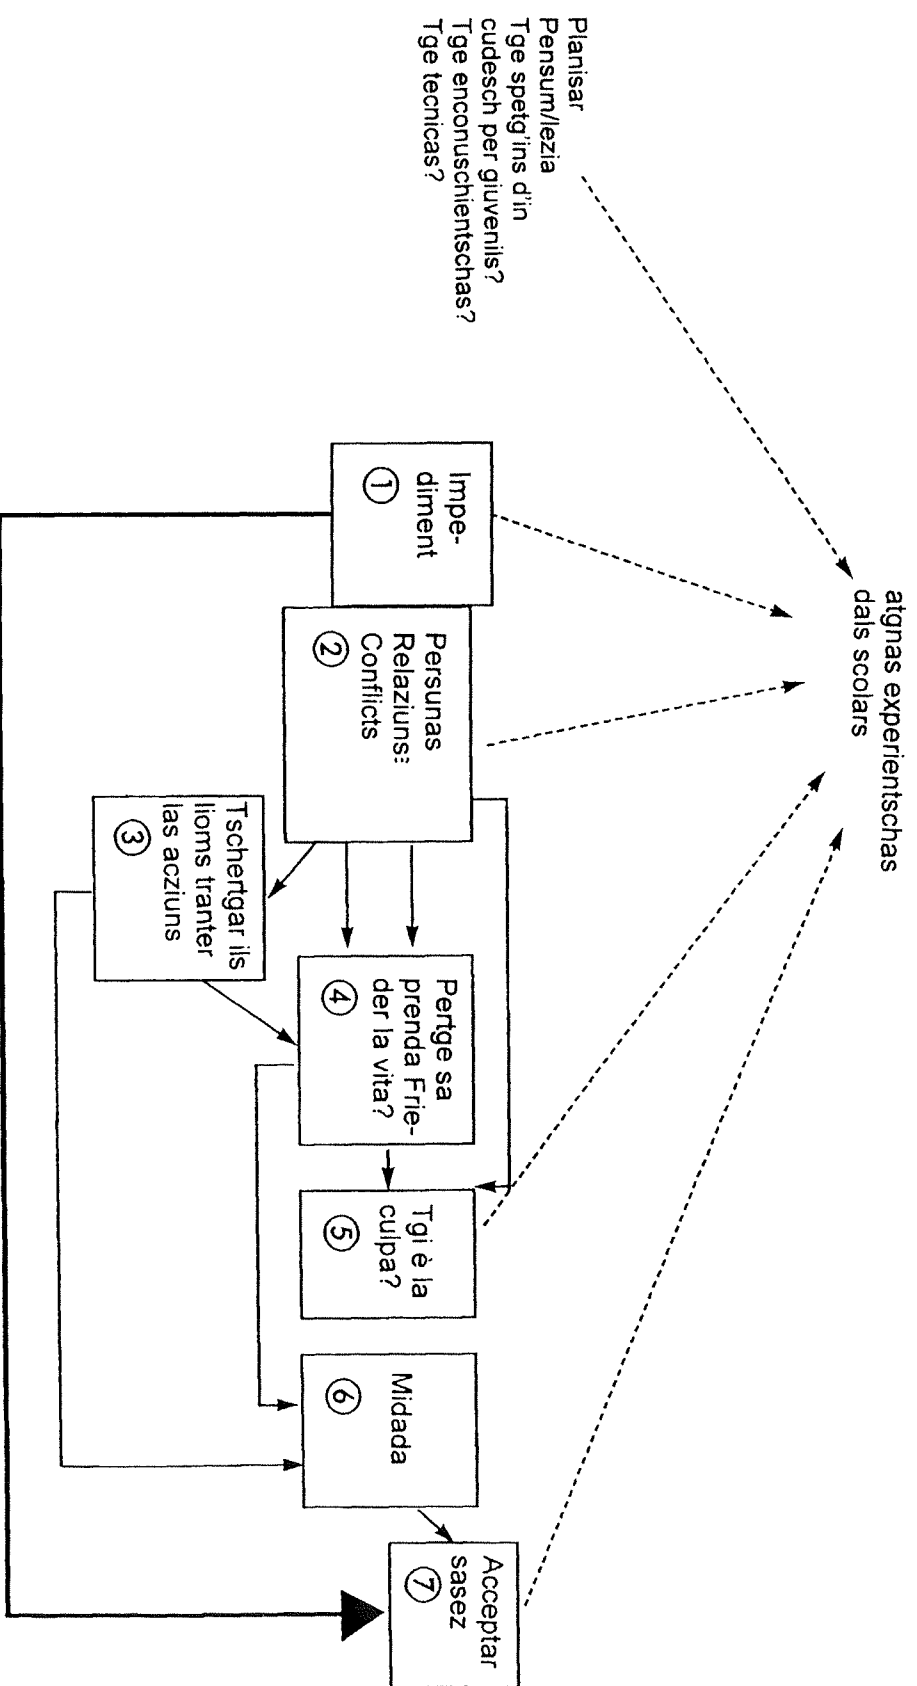 Planisar
Pensum/lezia
Tge spetg'ins d'in
cudesch per giuvenils?
Tge enconuschientschas?
Tge tecnicas?
atgnas experientschas
dals scolars
Impe-
diment
1
Persunas
Relaziuns:
Conflicts
2
Tschertgar ils
lioms tranter
las acziuns
3
Pertge sa
prenda Frie-
der la vita?
4
Tgi è la
culpa?
5
Midada
6
Acceptar
sasez
7